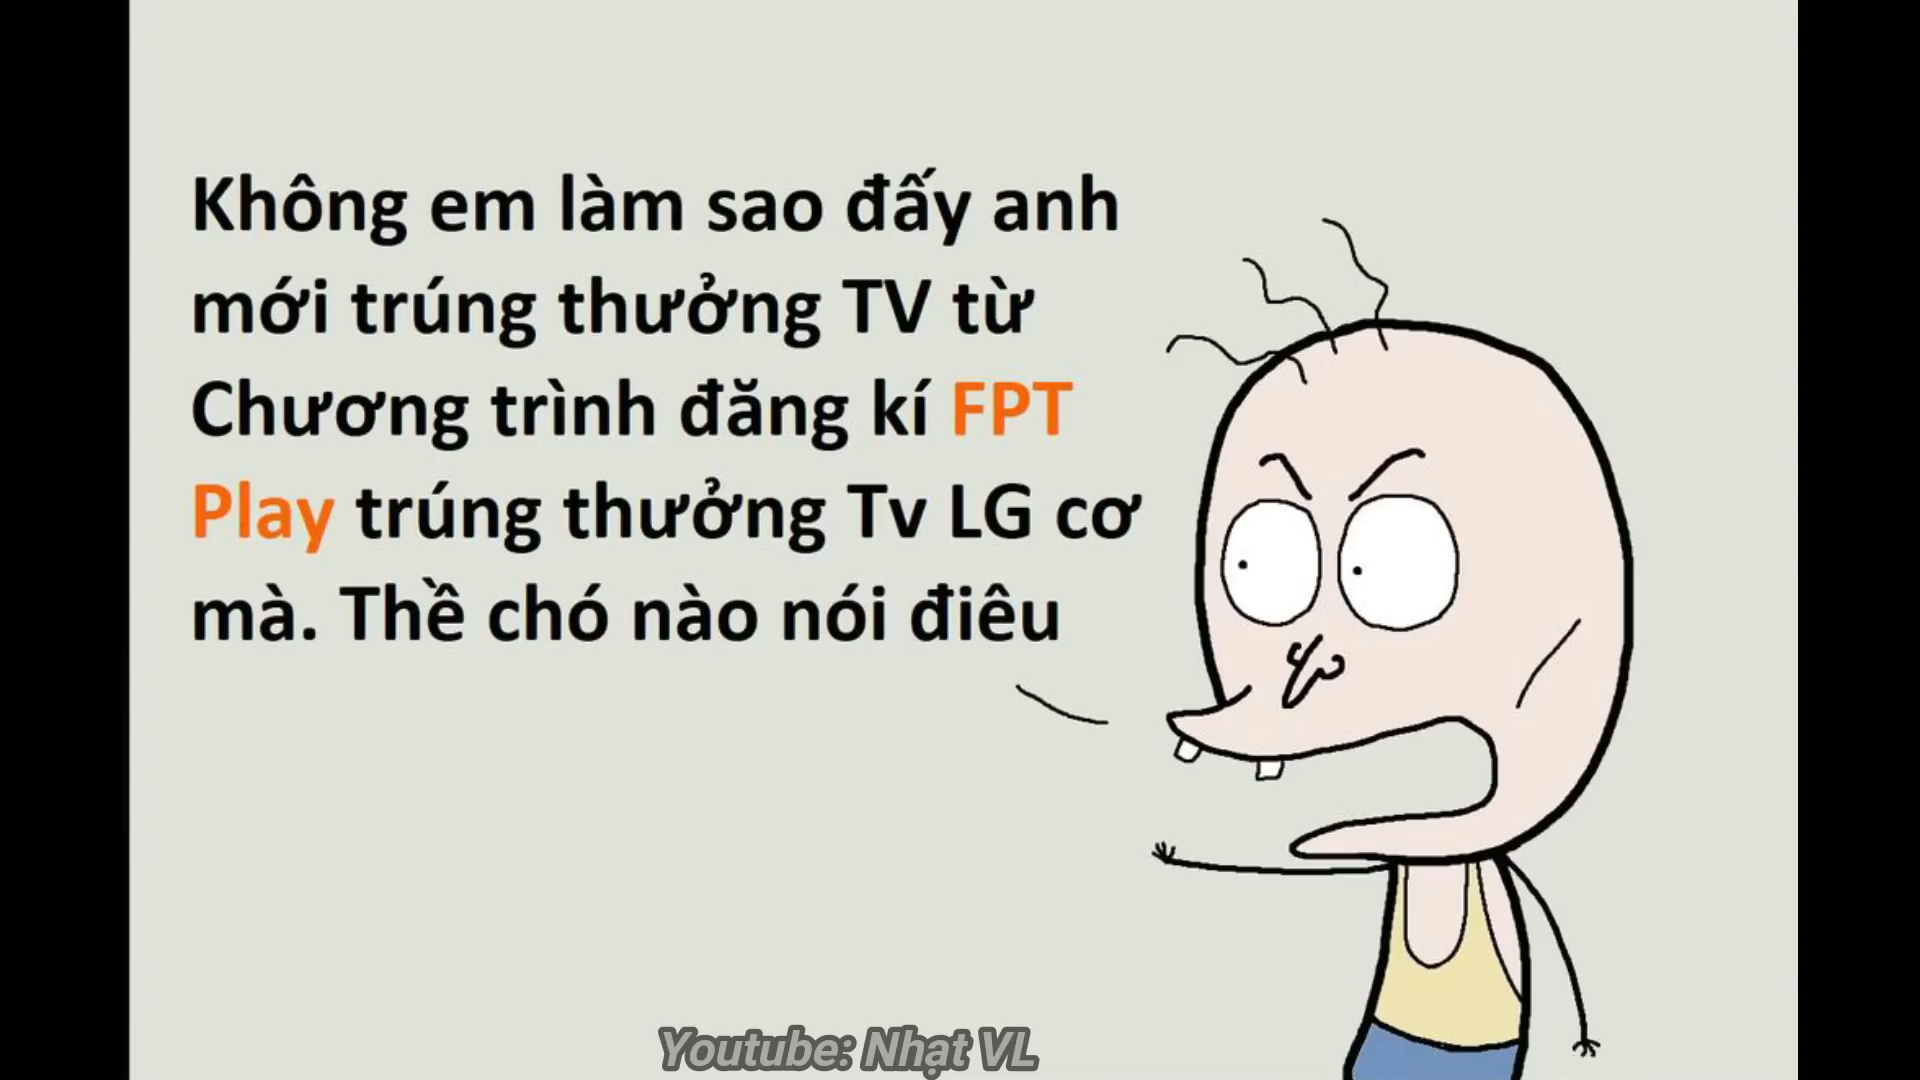 Không em làm sao đấy anh
mới trúng thưởng TV từ
Chương trình đăng kí FPT
Play trúng thưởng Tv LG cơ
mà. Thề chó nào nói điêu
Youtube: Nhạt VL